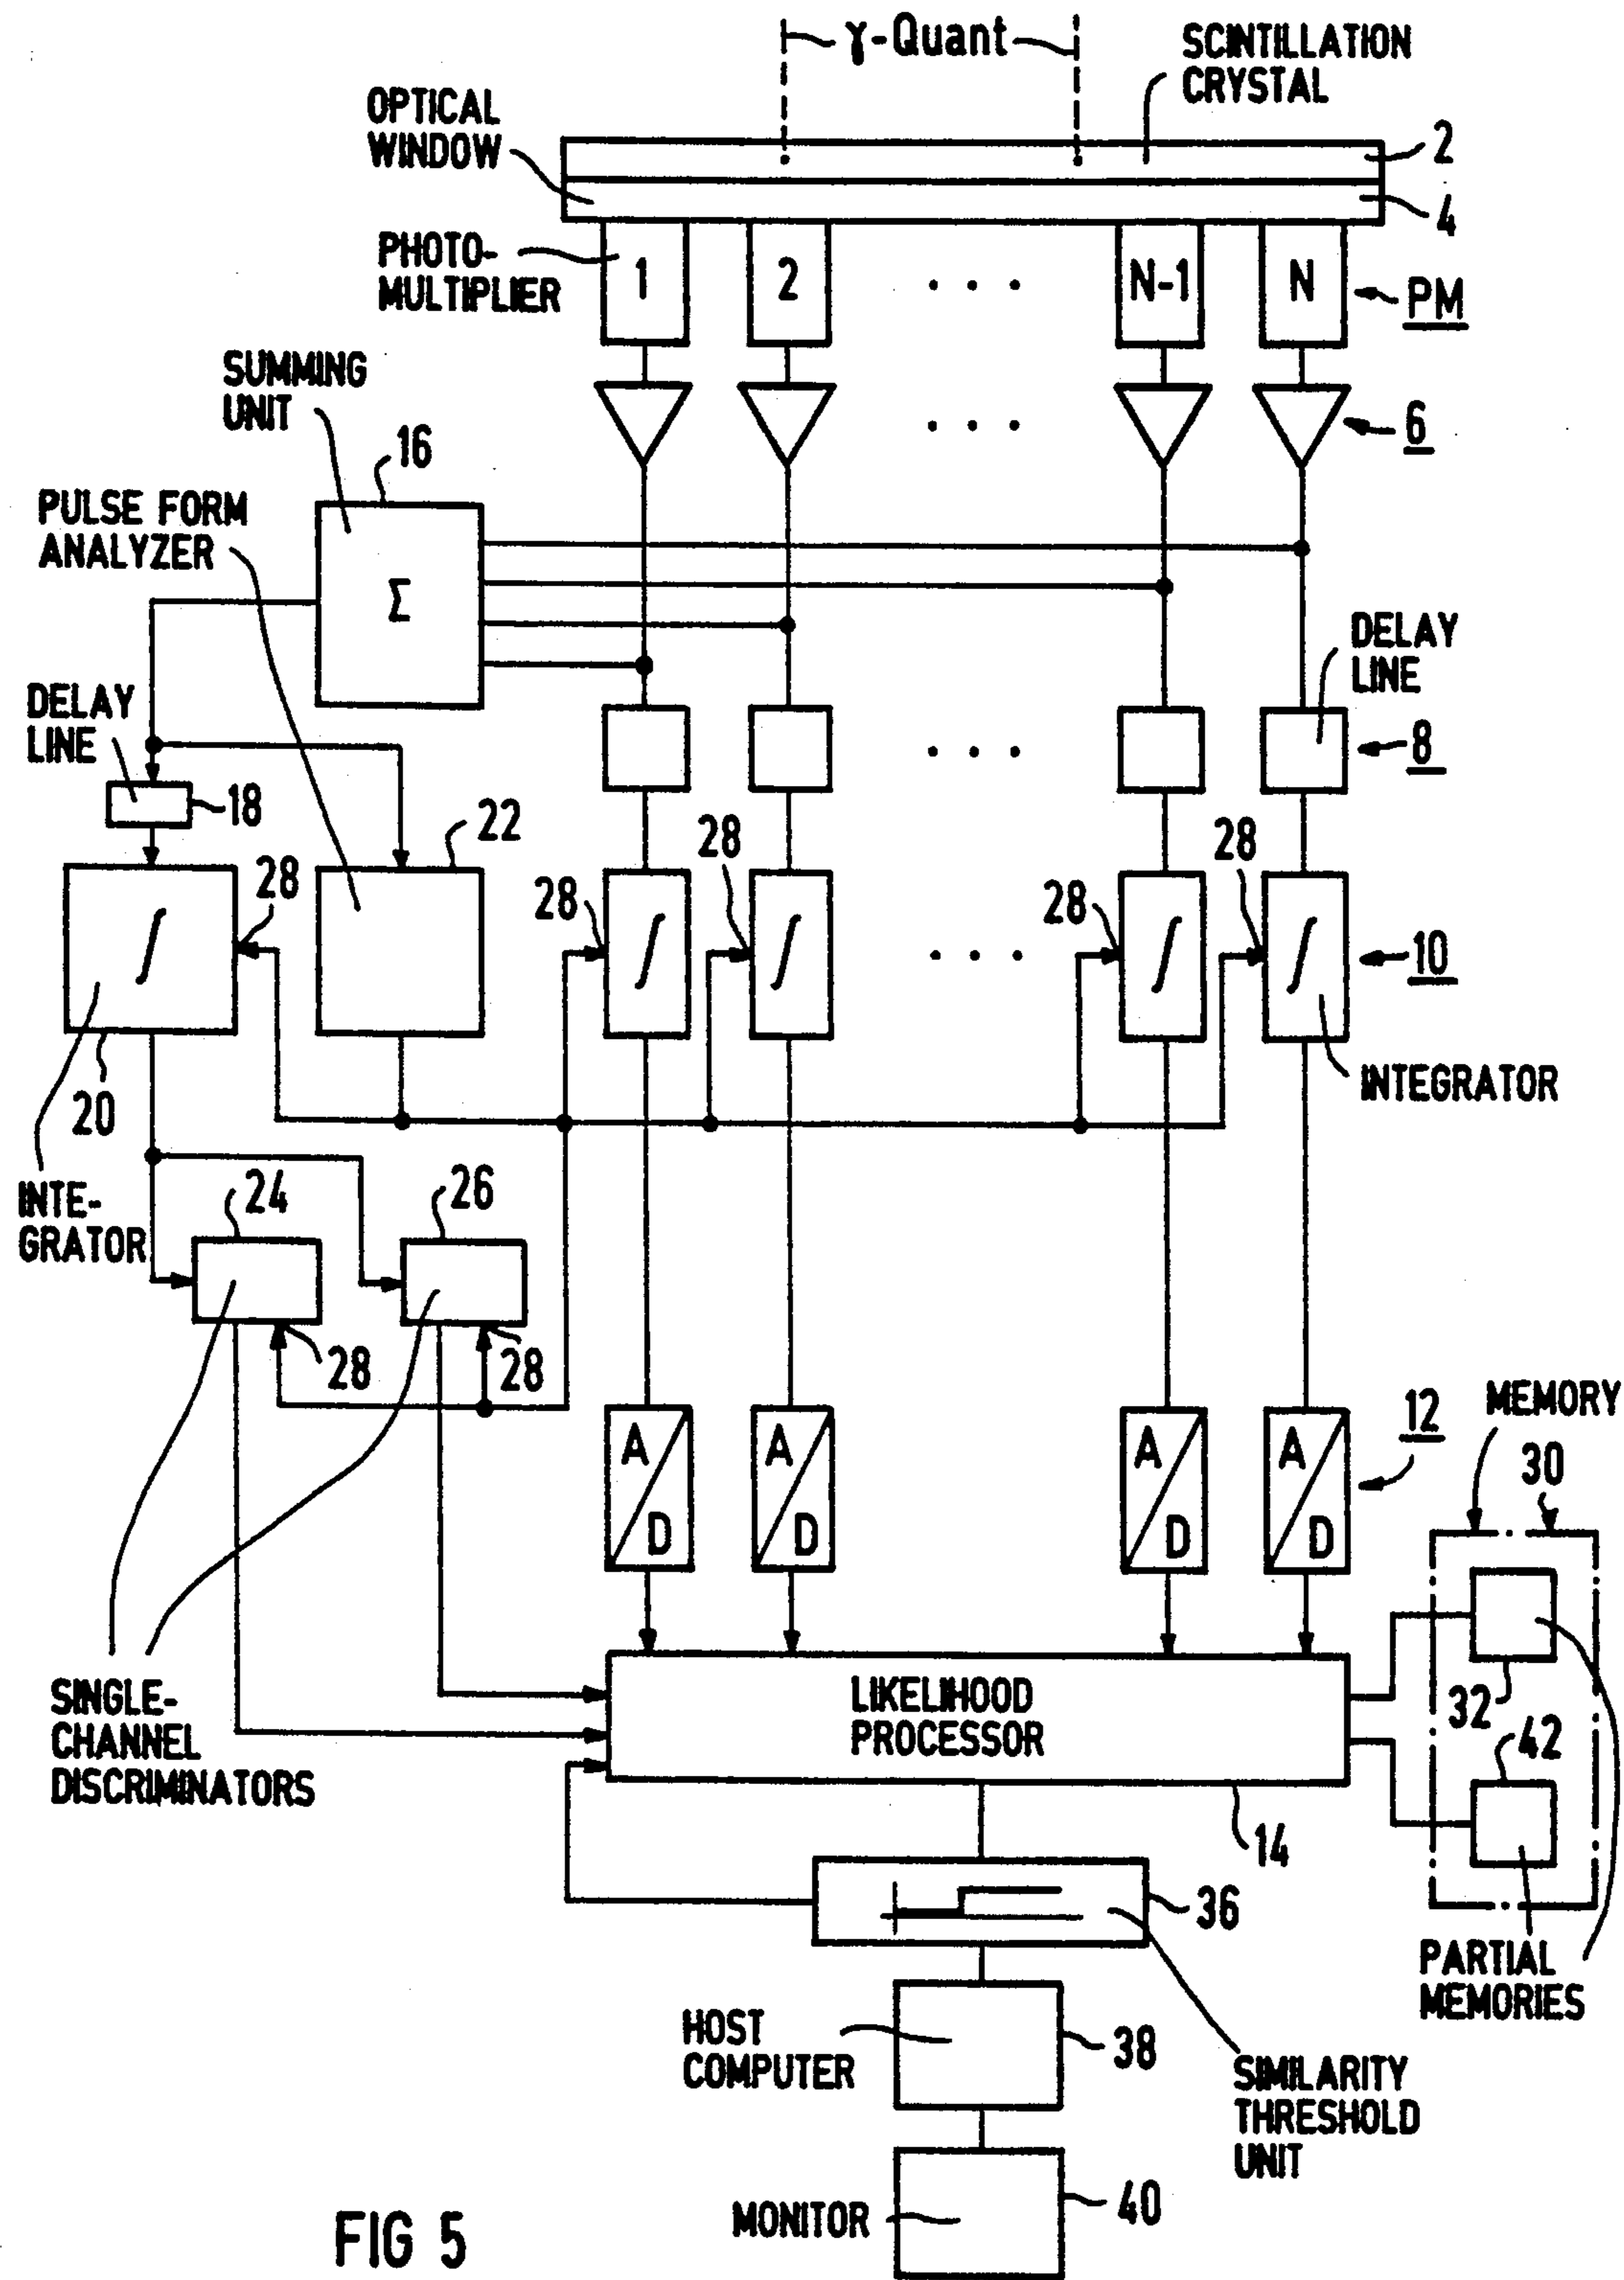 γ-Quant
SCINTILLATION
CRYSTAL
OPTICAL
WINDOW
2
4
PHOTO-
MULTIPLIER
1
2
. . .
N-1
N
PM
SUMMING
UNIT
6
. . .
16
PULSE FORM
ANALYZER
Σ
DELAY
LINE
DELAY
LINE
8
. . .
18
22
28
28
28
28
28
∫
∫
∫
. . .
∫
∫
10
20
INTEGRATOR
INTE-
GRATOR
24
26
28
28
MEMORY
12
30
A/D
A/D
A/D
A/D
SINGLE-
CHANNEL
DISCRIMINATORS
LIKELIHOOD
PROCESSOR
32
42
14
36
PARTIAL
MEMORIES
HOST
COMPUTER
38
SIMILARITY
THRESHOLD
UNIT
MONITOR
40
FIG 5